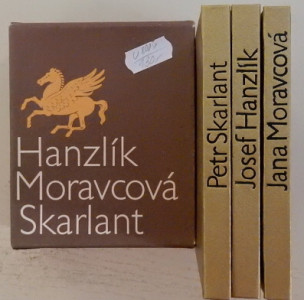 Hanzlík
Moravcová
Skarlant
Petr Skarlant
Josef Hanzlík
Jana Moravcová